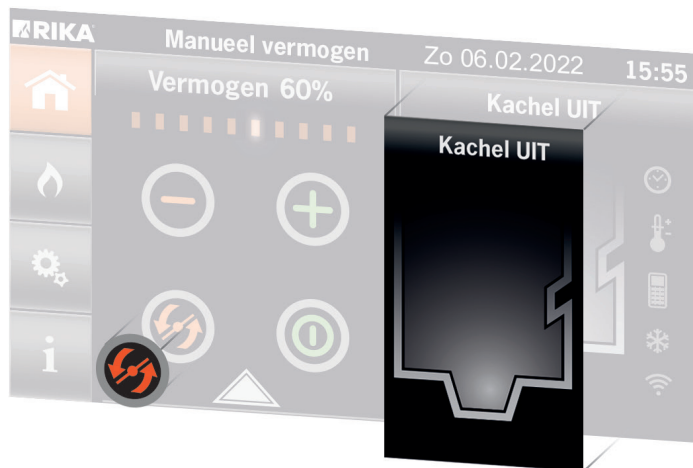 RIKA
Manueel vermogen
Zo 06.02.2022
15:55
Vermogen 60%
Kachel UIT
Kachel UIT